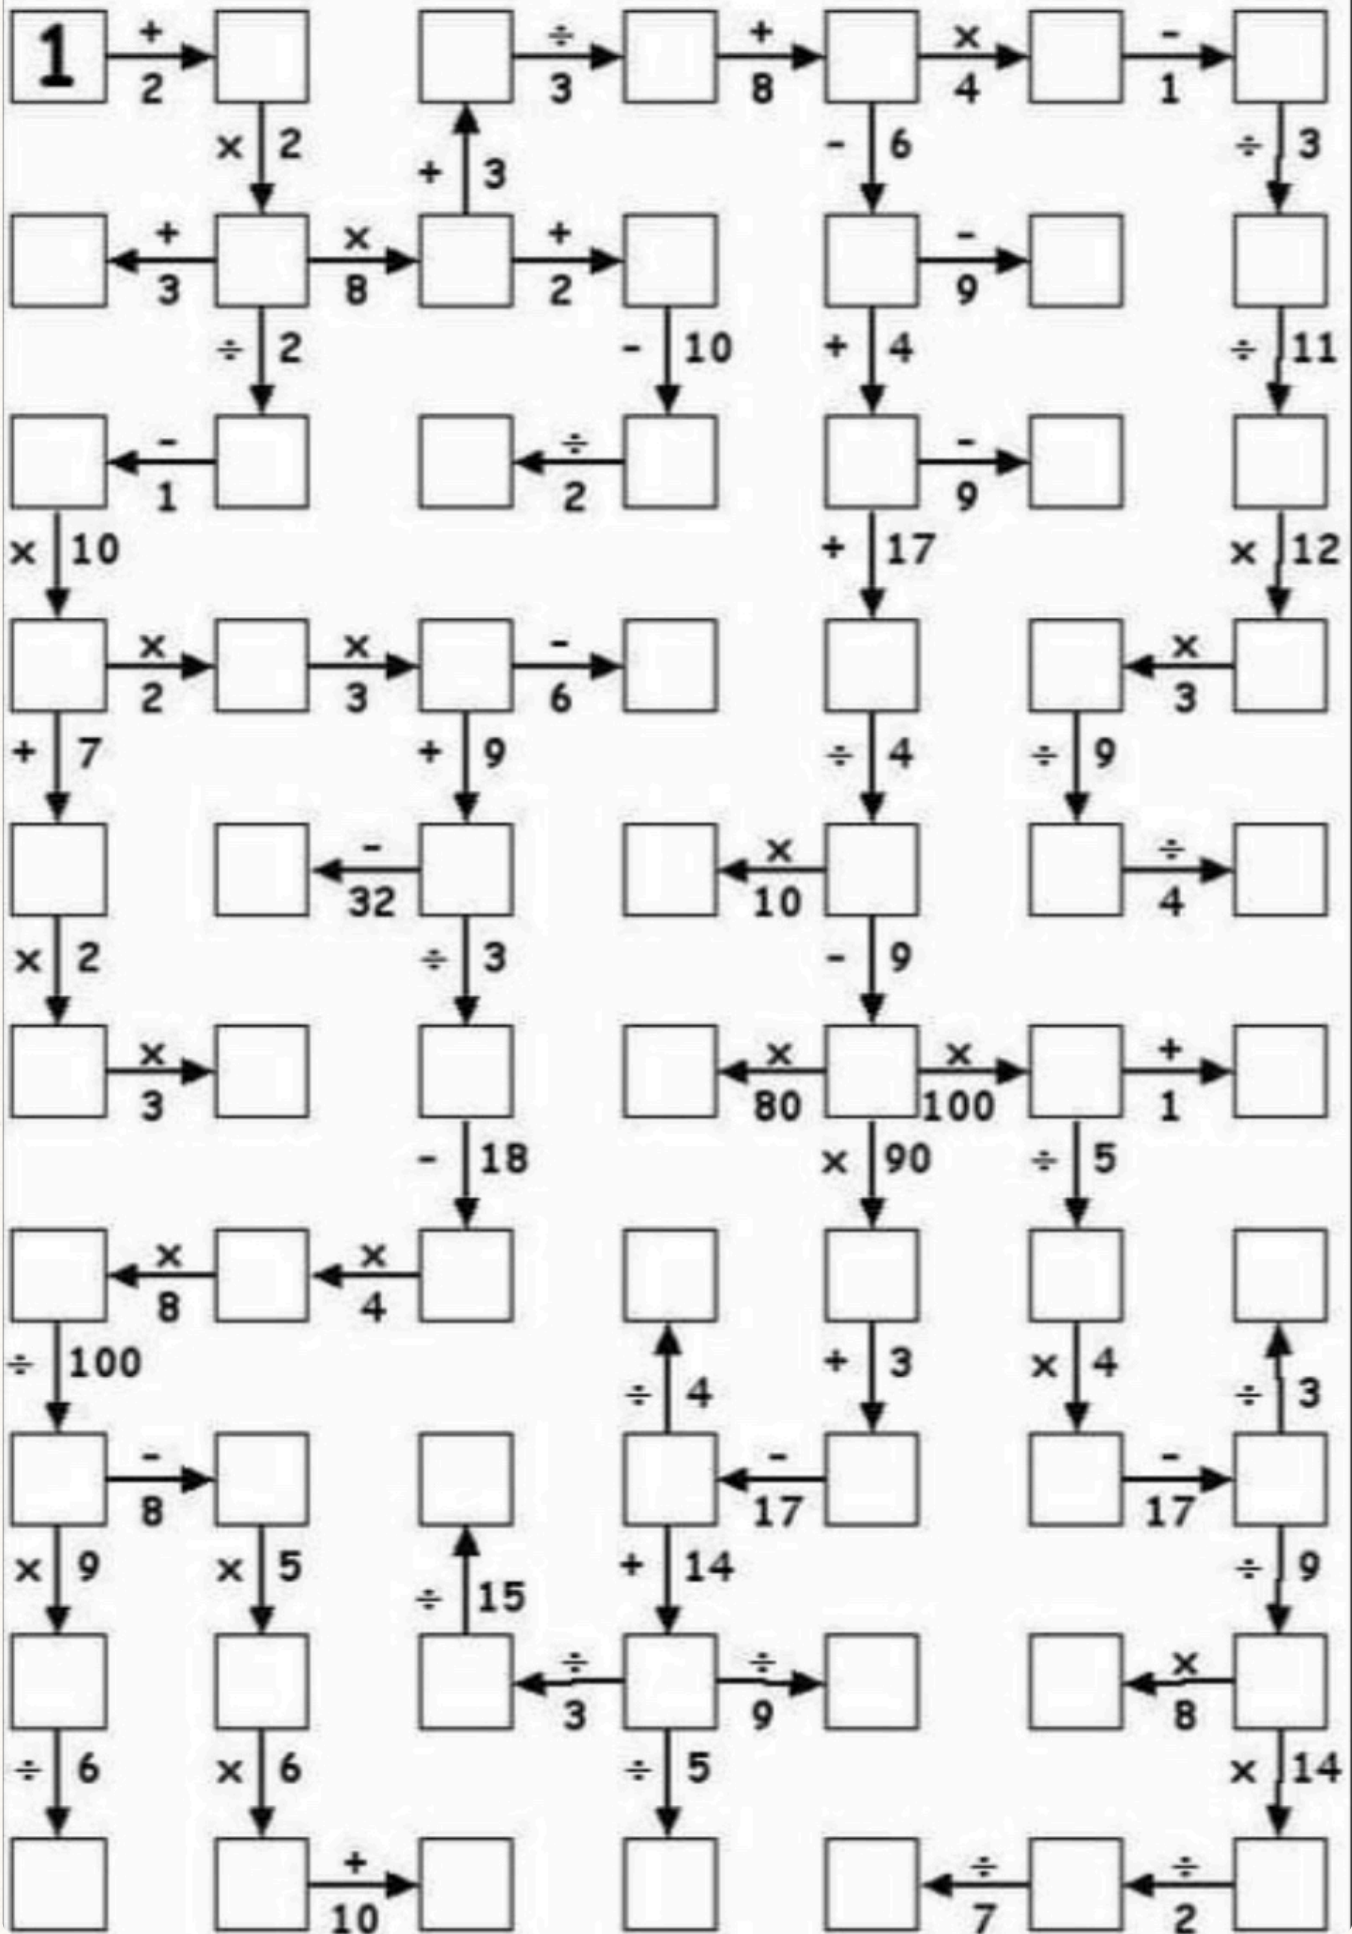 1 + ÷ + × -
2 3 8 4 1
× 2 + 3 - 6 ÷ 3
+ × + -
3 8 2 9
÷ 2 - 10 + 4 ÷ 11
- ÷ -
1 2 9
× 10 + 17 × 12
× × - ×
2 3 6 3
+ 7 + 9 ÷ 4 ÷ 9
- × ÷
32 10 4
× 2 ÷ 3 - 9
× × × +
3 80 100 1
- 18 × 90 ÷ 5
× ×
8 4
÷ 100 ÷ 4 + 3 × 4 ÷ 3
- - -
8 17 17
× 9 × 5 ÷ 15 + 14 ÷ 9
÷ ÷ ×
3 9 8
÷ 6 × 6 ÷ 5 × 14
+ ÷ ÷
10 7 2